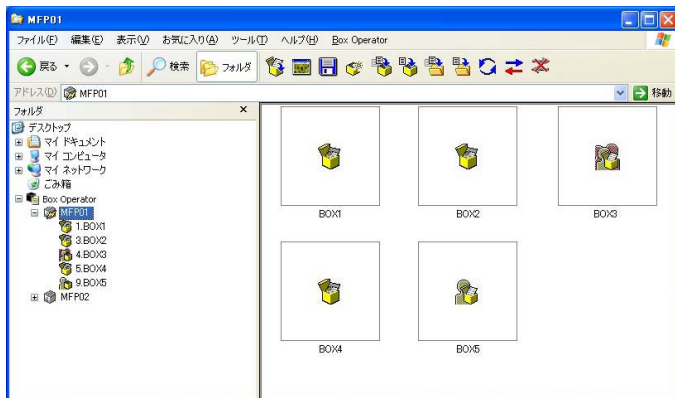 MFP01
ファイル(F) 編集(E) 表示(V) お気に入り(A) ツール(T) ヘルプ(H) Box Operator
戻る 検索 フォルダ
アドレス(D) MFP01 移動
フォルダ ×
デスクトップ
マイ ドキュメント
マイ コンピュータ
マイ ネットワーク
ごみ箱
Box Operator
MFP01
1.BOX1
3.BOX2
4.BOX3
5.BOX4
9.BOX5
MFP02
BOX1 BOX2 BOX3
BOX4 BOX5